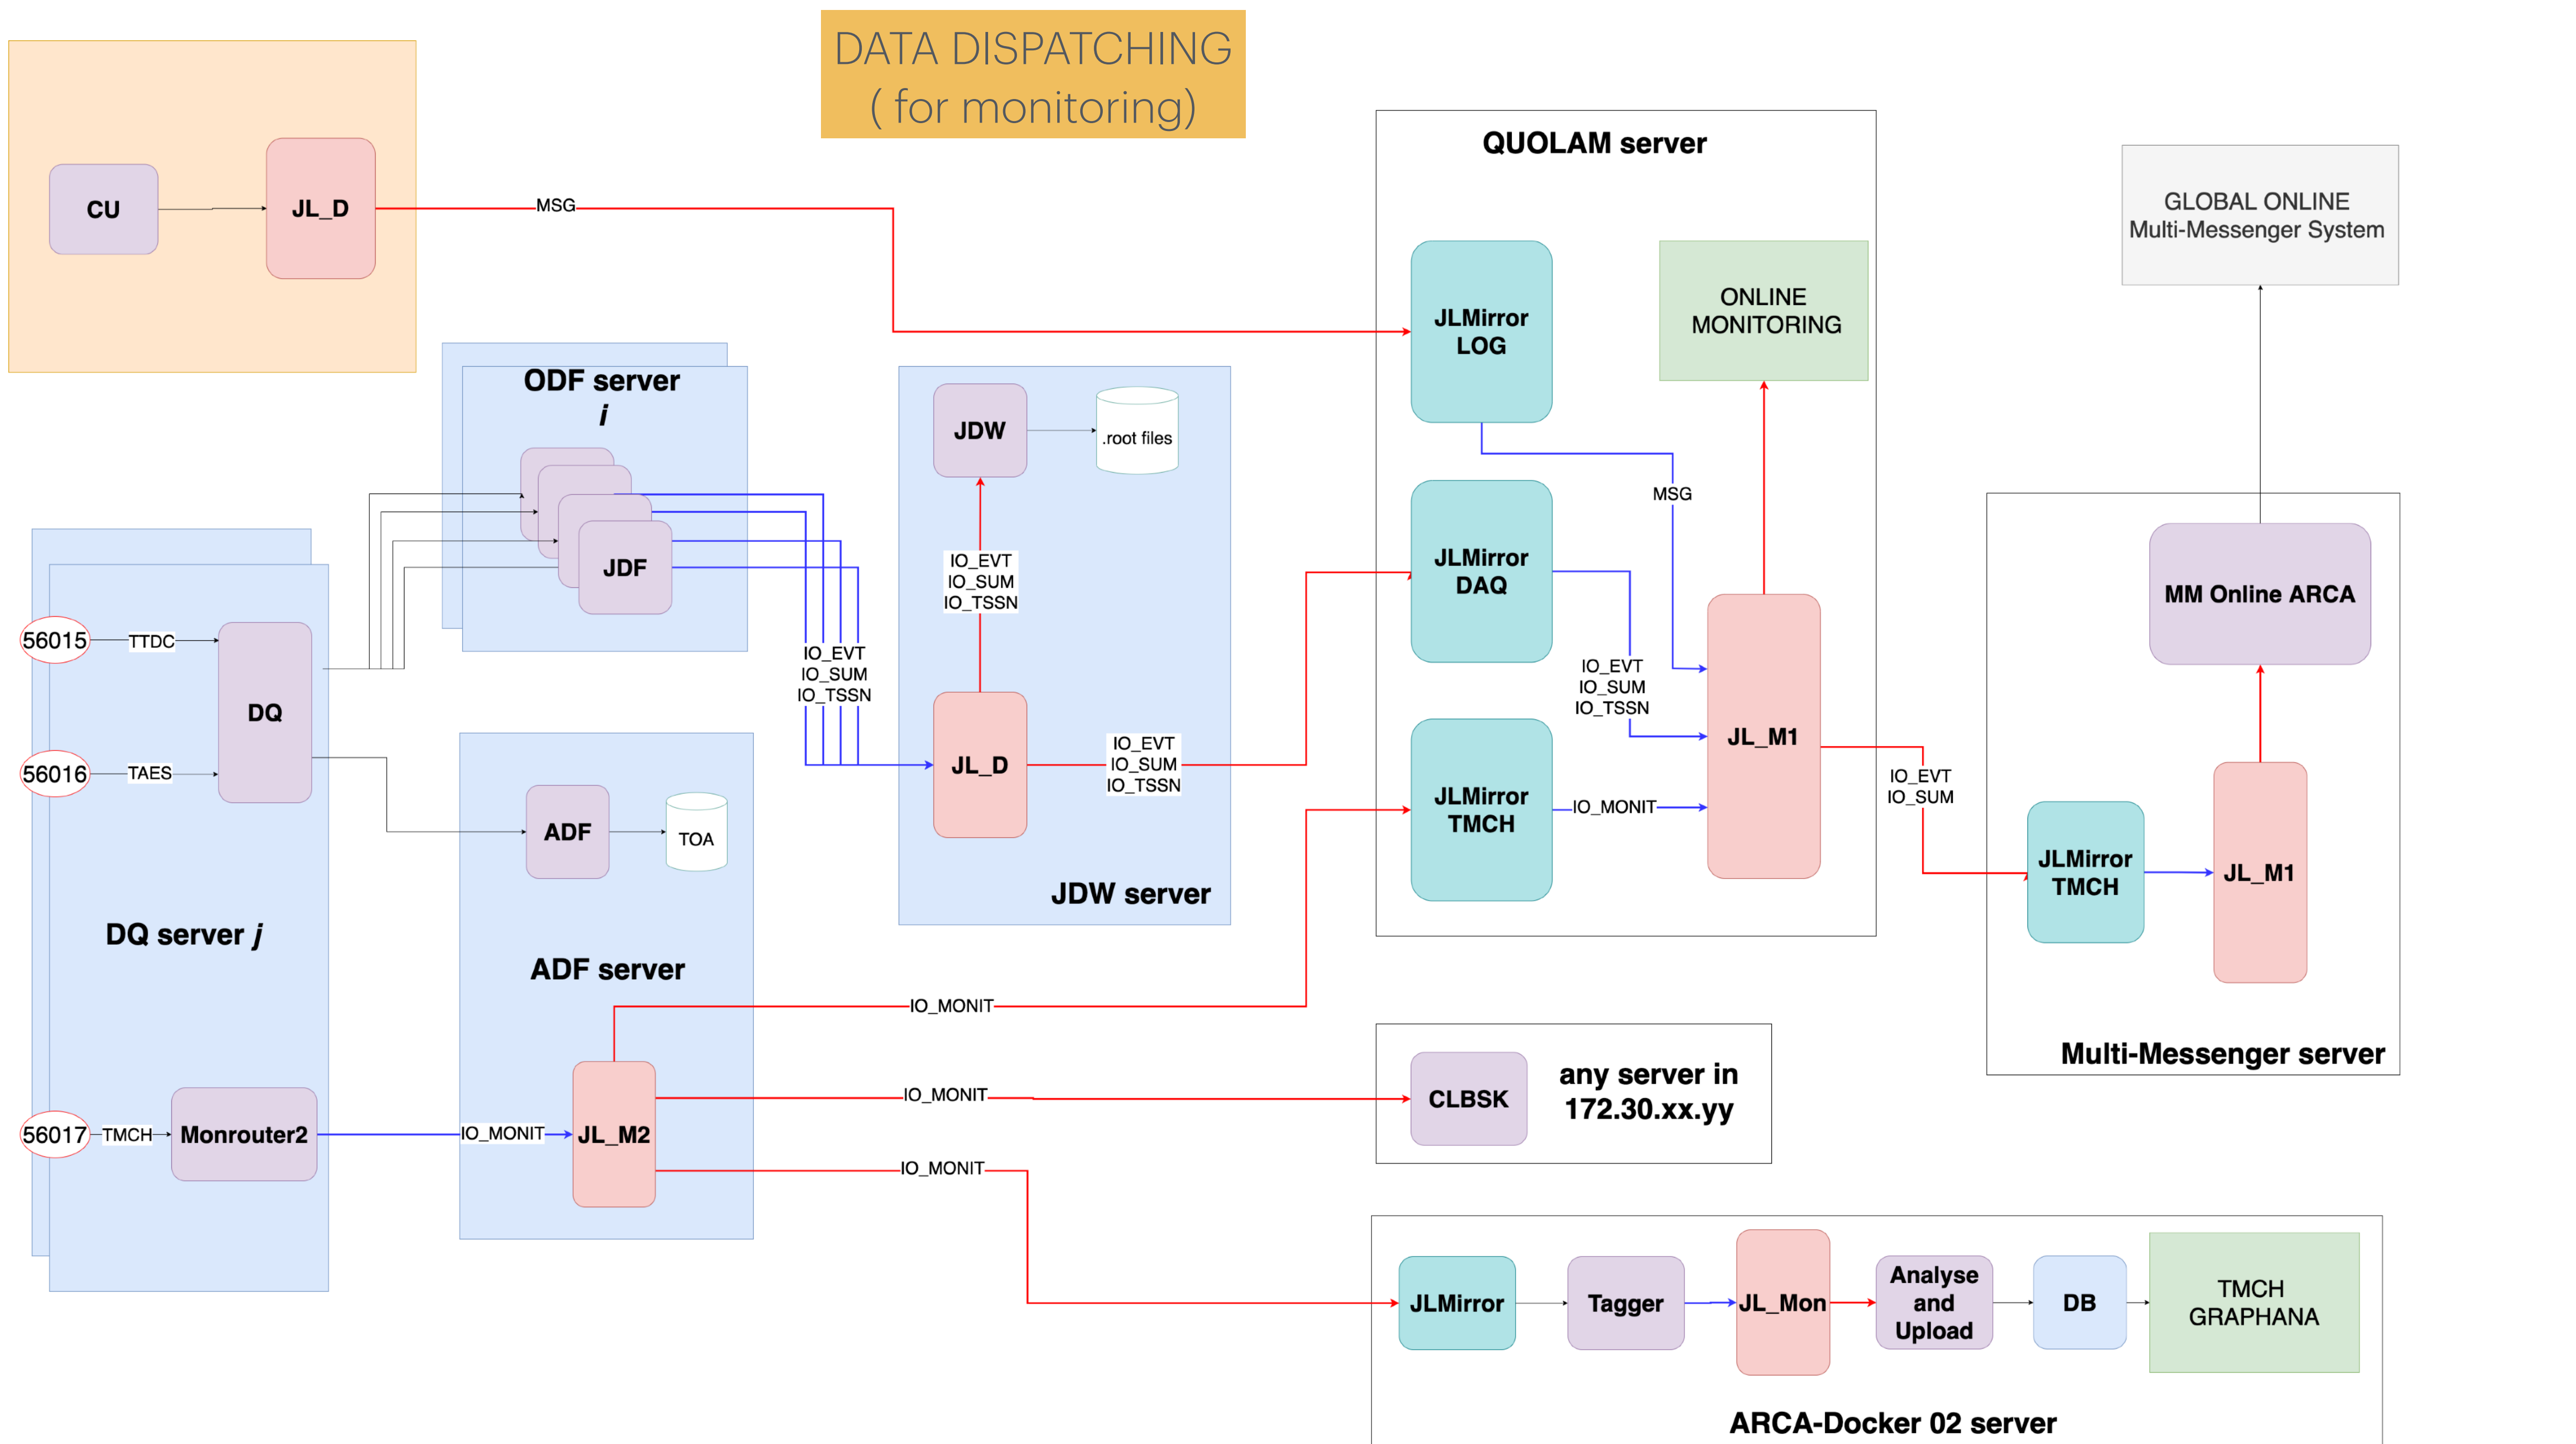 DATA DISPATCHING
( for monitoring)
CU
JL_D
MSG
ODF server
i
JDF
IO_EVT
IO_SUM
IO_TSSN
56015
TTDC
56016
TAES
DQ
DQ server j
56017
TMCH
Monrouter2
IO_MONIT
ADF
TOA
ADF server
JL_M2
IO_MONIT
IO_MONIT
IO_MONIT
JDW
.root files
IO_EVT
IO_SUM
IO_TSSN
JL_D
IO_EVT
IO_SUM
IO_TSSN
JDW server
QUOLAM server
JLMirror
LOG
ONLINE
MONITORING
MSG
JLMirror
DAQ
IO_EVT
IO_SUM
IO_TSSN
JLMirror
TMCH
IO_MONIT
JL_M1
IO_EVT
IO_SUM
GLOBAL ONLINE
Multi-Messenger System
MM Online ARCA
JLMirror
TMCH
JL_M1
Multi-Messenger server
CLBSK
any server in
172.30.xx.yy
JLMirror
Tagger
JL_Mon
Analyse
and
Upload
DB
TMCH
GRAPHANA
ARCA-Docker 02 server